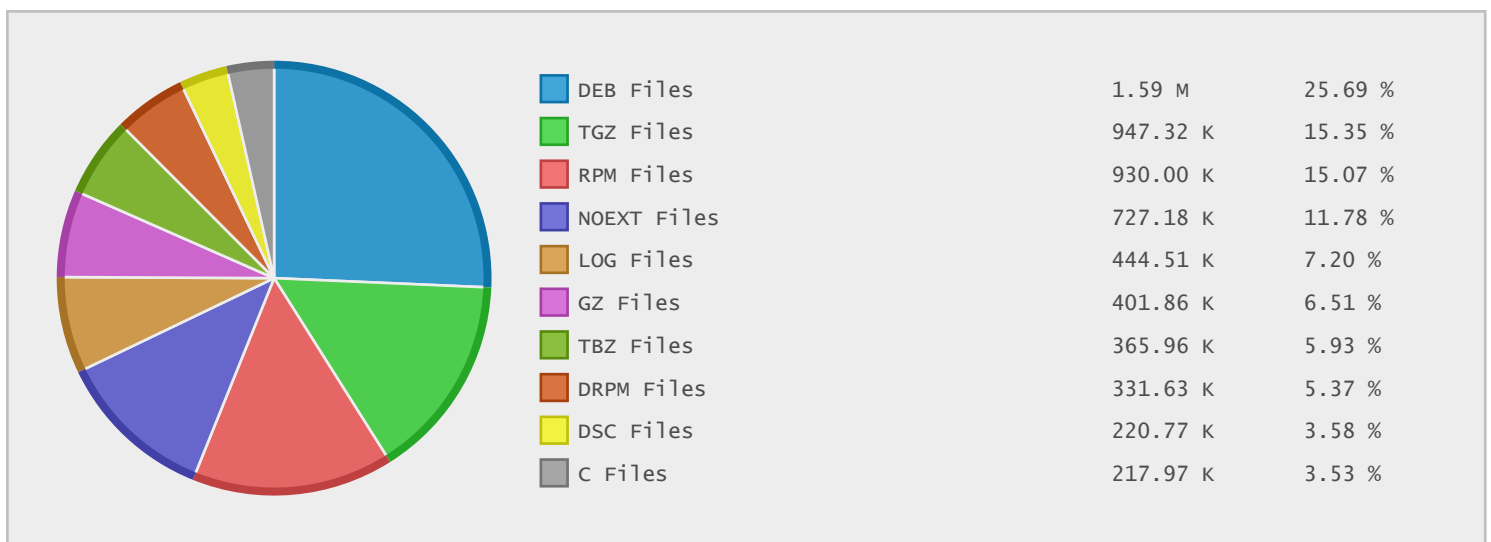 DEB Files 1.59 M 25.69 %
TGZ Files 947.32 K 15.35 %
RPM Files 930.00 K 15.07 %
NOEXT Files 727.18 K 11.78 %
LOG Files 444.51 K 7.20 %
GZ Files 401.86 K 6.51 %
TBZ Files 365.96 K 5.93 %
DRPM Files 331.63 K 5.37 %
DSC Files 220.77 K 3.58 %
C Files 217.97 K 3.53 %